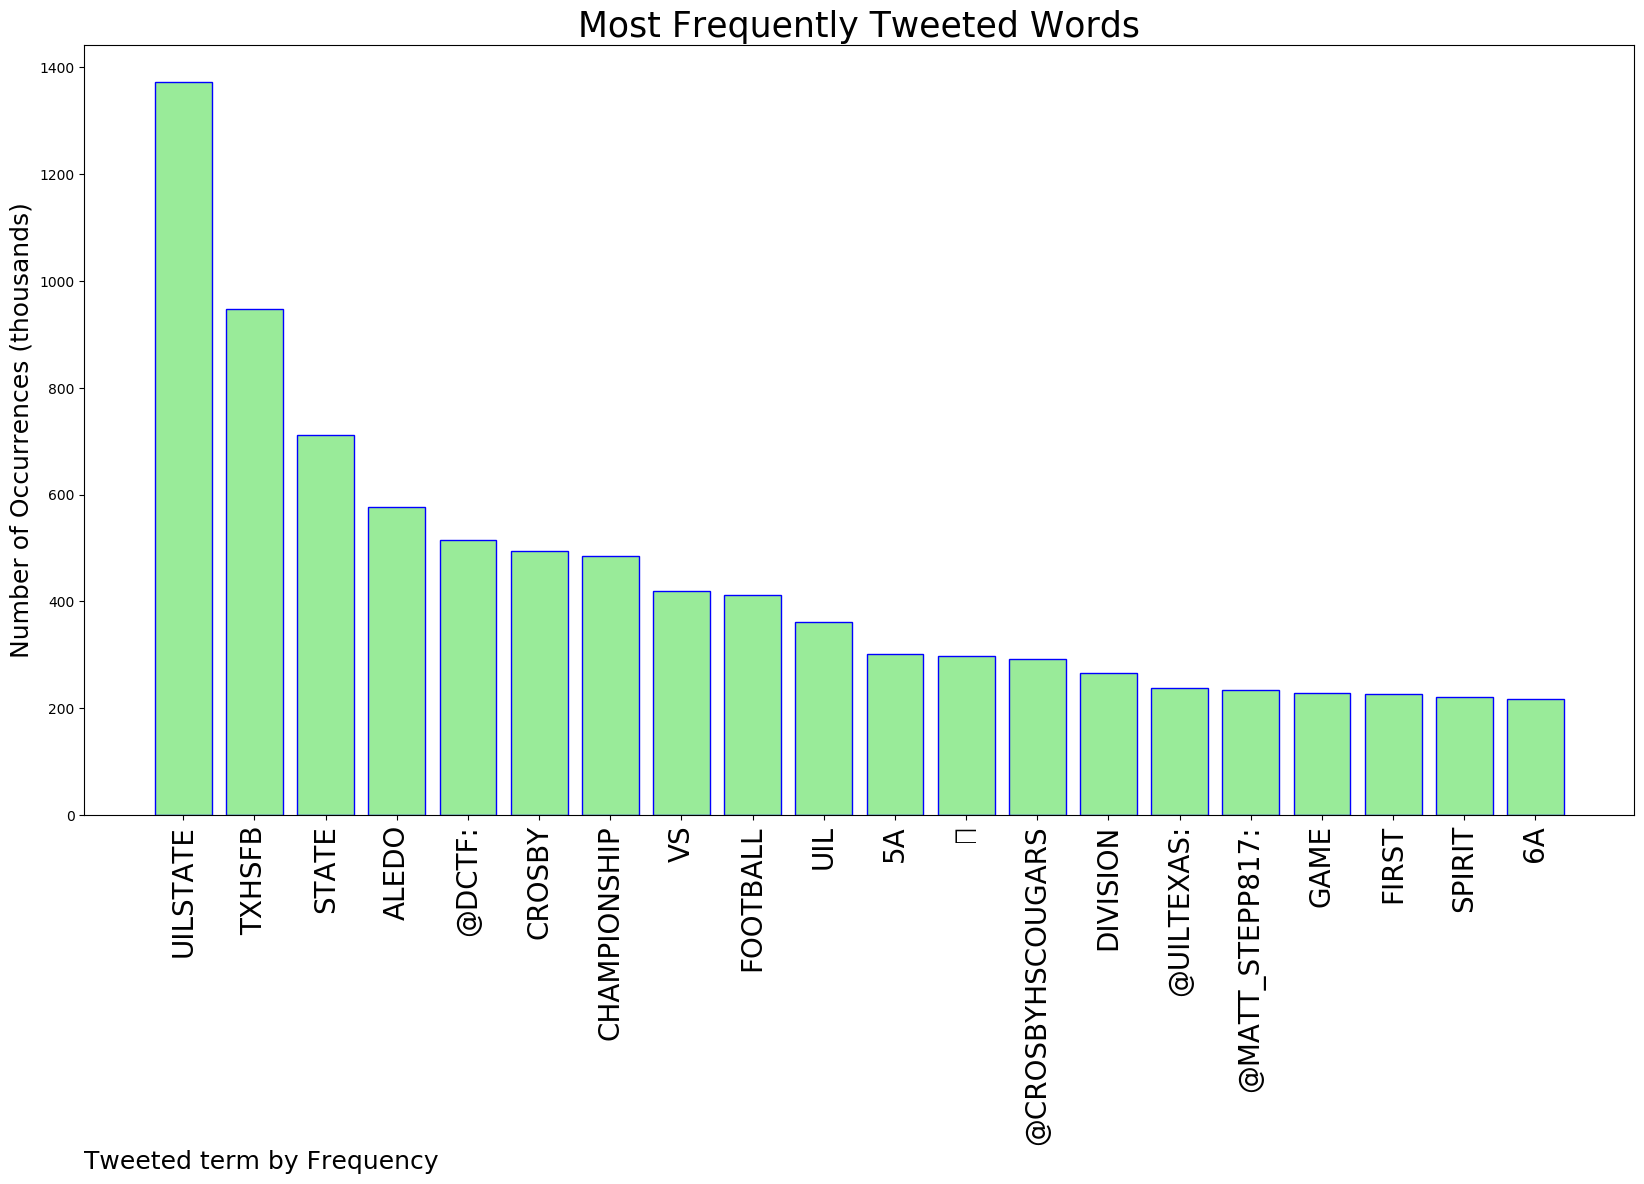 Most Frequently Tweeted Words
Number of Occurrences (thousands)
1400
1200
1000
800
600
400
200
0
UILSTATE
TXHSFB
STATE
ALEDO
@DCTF:
CROSBY
CHAMPIONSHIP
VS
FOOTBALL
UIL
5A
@CROSBYHSCOUGARS
DIVISION
@UILTEXAS:
@MATT_STEPP817:
GAME
FIRST
SPIRIT
6A
Tweeted term by Frequency